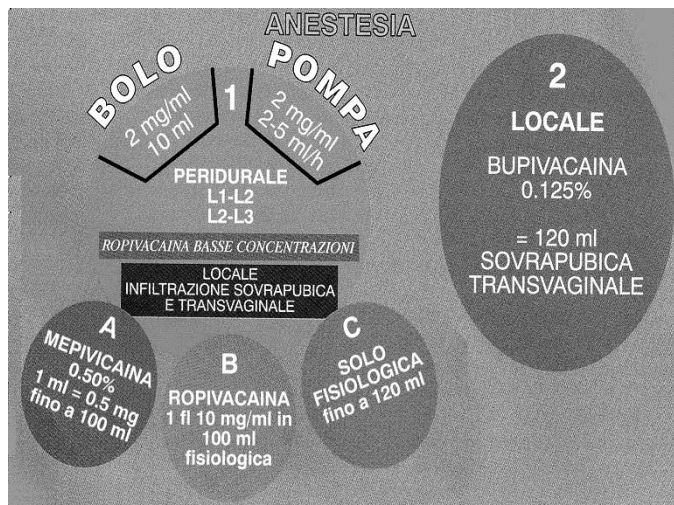 ANESTESIA
BOLO
2 mg/ml
10 ml
1
POMPA
2 mg/ml
2-5 ml/h
PERIDURALE
L1-L2
L2-L3
ROPIVACAINA BASSE CONCENTRAZIONI
LOCALE
INFILTRAZIONE SOVRAPUBICA
E TRANSVAGINALE
A
MEPIVICAINA
0.50%
1 ml = 0.5 mg
fino a 100 ml
B
ROPIVACAINA
1 fl 10 mg/ml in
100 ml
fisiologica
C
SOLO
FISIOLOGICA
fino a 120 ml
2
LOCALE
BUPIVACAINA
0.125%
= 120 ml
SOVRAPUBICA
TRANSVAGINALE